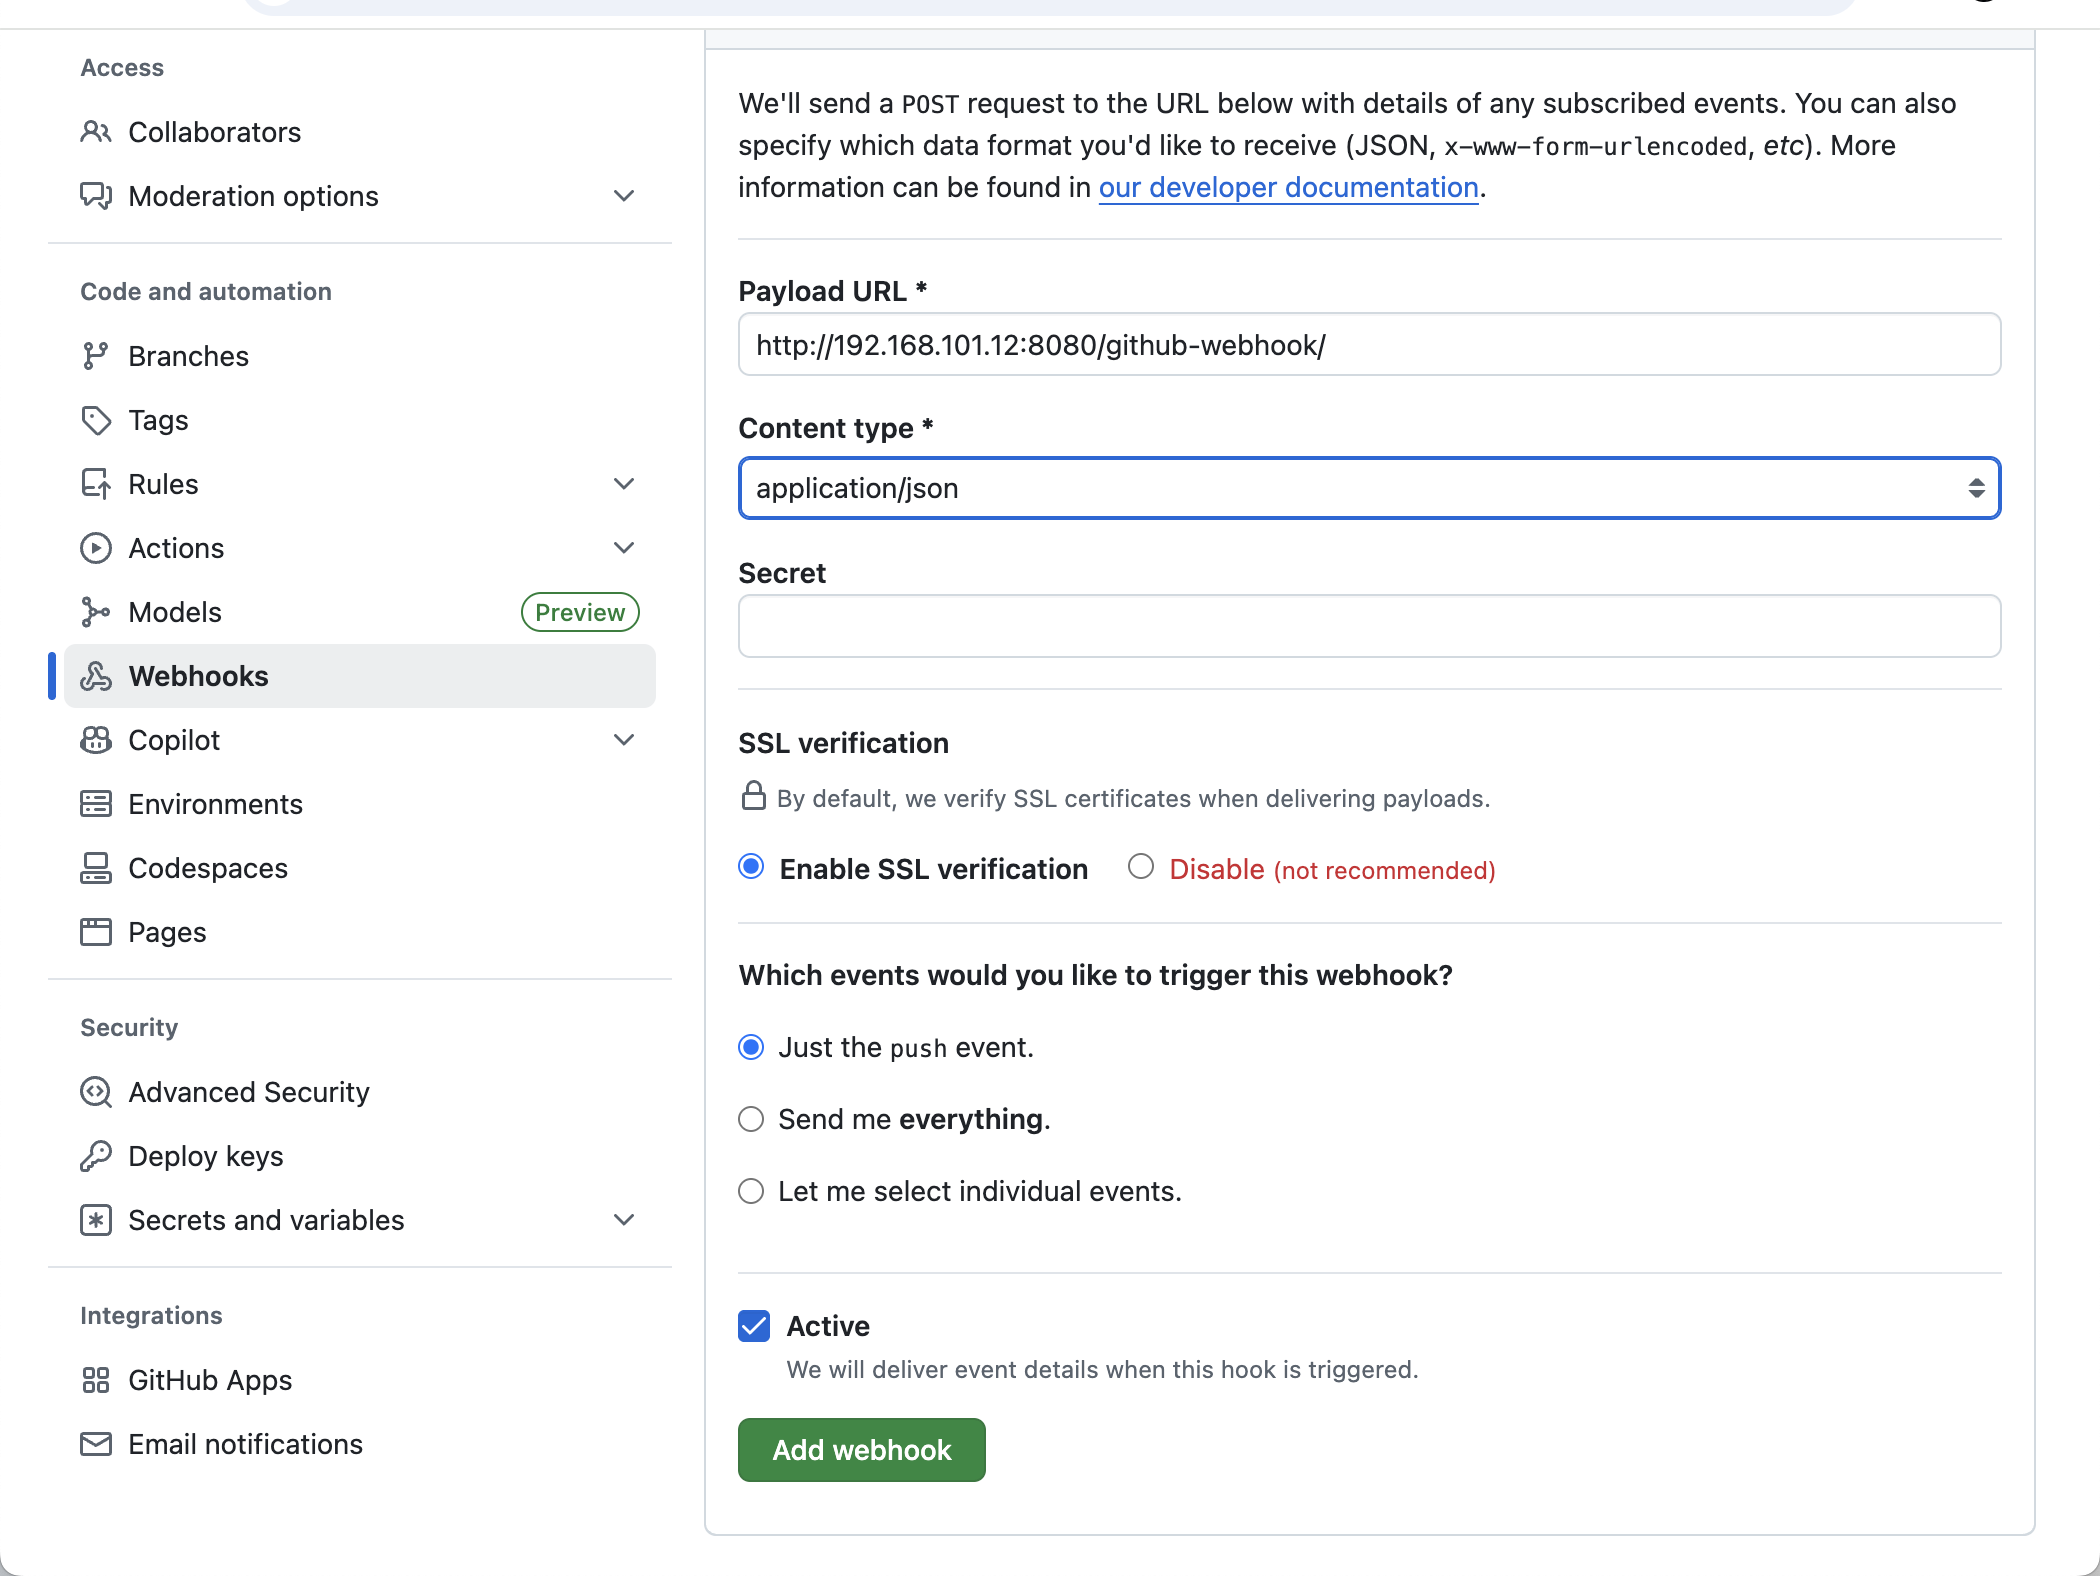 Access
Collaborators
Moderation options
Code and automation
Branches
Tags
Rules
Actions
Models
Preview
Webhooks
Copilot
Environments
Codespaces
Pages
Security
Advanced Security
Deploy keys
Secrets and variables
Integrations
GitHub Apps
Email notifications
We'll send a POST request to the URL below with details of any subscribed events. You can also
specify which data format you'd like to receive (JSON, x-www-form-urlencoded, etc). More
information can be found in our developer documentation.
Payload URL *
http://192.168.101.12:8080/github-webhook/
Content type *
application/json
Secret
SSL verification
By default, we verify SSL certificates when delivering payloads.
Enable SSL verification Disable (not recommended)
Which events would you like to trigger this webhook?
Just the push event.
Send me everything.
Let me select individual events.
Active
We will deliver event details when this hook is triggered.
Add webhook